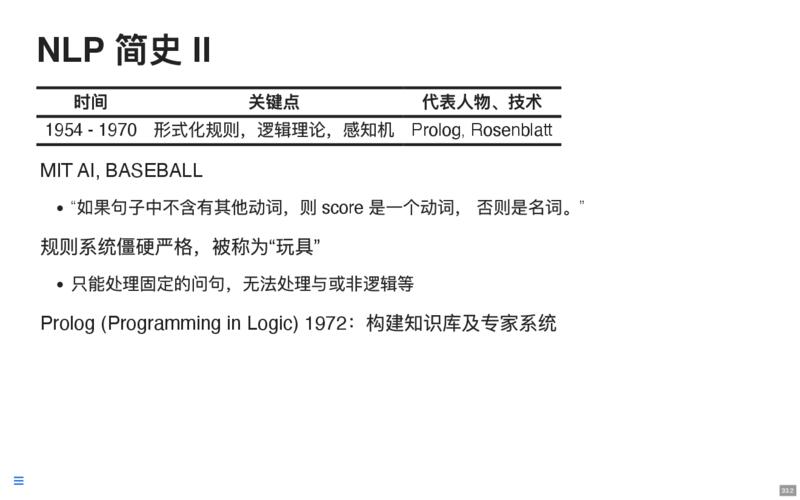 NLP 简史 II
时间 关键点 代表人物、技术
1954 - 1970 形式化规则，逻辑理论，感知机 Prolog, Rosenblatt
MIT AI, BASEBALL
• “如果句子中不含有其他动词，则 score 是一个动词， 否则是名词。”
规则系统僵硬严格，被称为“玩具”
• 只能处理固定的问句，无法处理与或非逻辑等
Prolog (Programming in Logic) 1972：构建知识库及专家系统